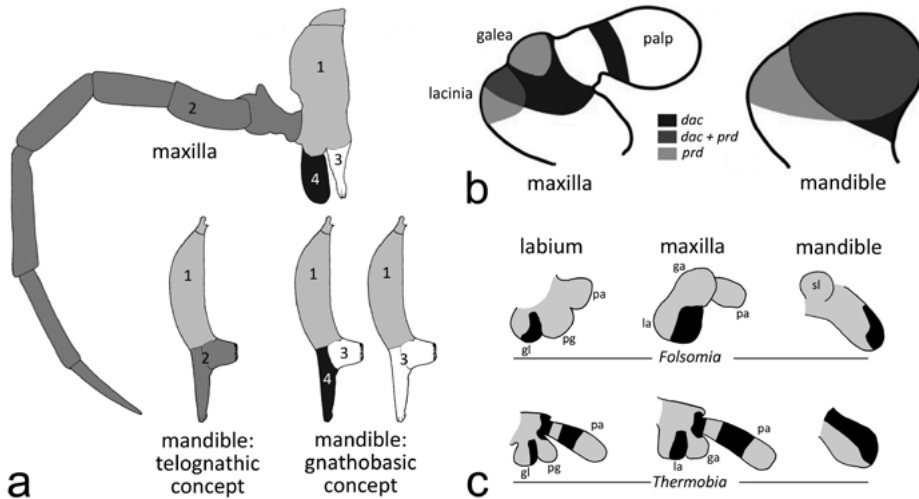 1
2
maxilla
3
4
1
1
1
2
3
4
3
mandible:
telognathic
concept
mandible:
gnathobasic
concept
a
galea
palp
lacinia
dac
dac + prd
prd
maxilla
mandible
b
labium
maxilla
mandible
ga
sl
pa
la
pa
gl
pg
Folsomia
pa
pa
gl
pg
la
ga
Thermobia
c